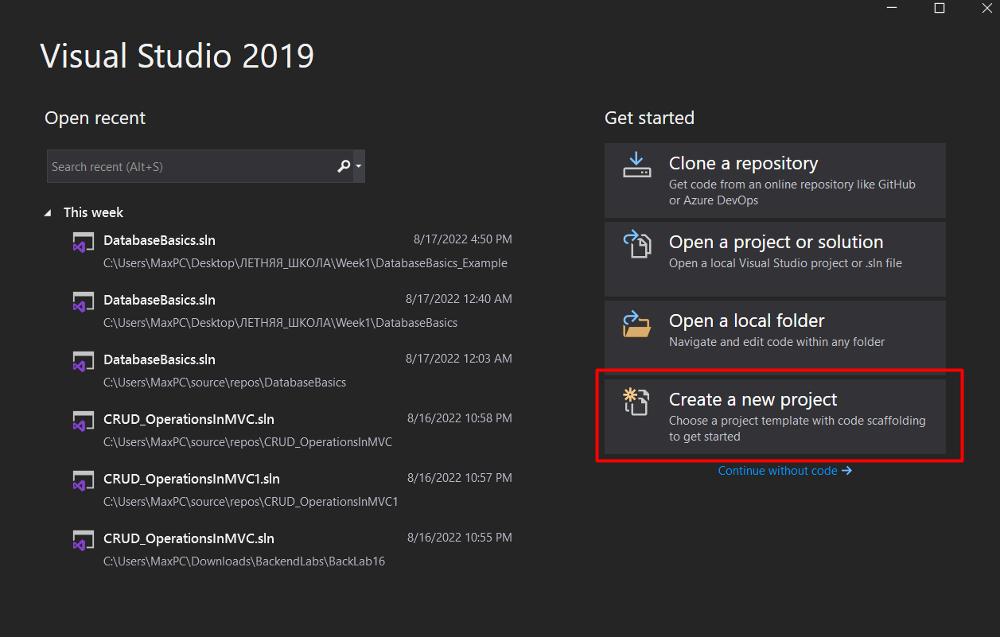 Visual Studio 2019
Open recent
Search recent (Alt+S)
This week
DatabaseBasics.sln 8/17/2022 4:50 PM
C:\Users\MaxPC\Desktop\ЛЕТНЯЯ_ШКОЛА\Week1\DatabaseBasics_Example
DatabaseBasics.sln 8/17/2022 12:40 AM
C:\Users\MaxPC\Desktop\ЛЕТНЯЯ_ШКОЛА\Week1\DatabaseBasics
DatabaseBasics.sln 8/17/2022 12:03 AM
C:\Users\MaxPC\source\repos\DatabaseBasics
CRUD_OperationsInMVC.sln 8/16/2022 10:58 PM
C:\Users\MaxPC\source\repos\CRUD_OperationsInMVC
CRUD_OperationsInMVC1.sln 8/16/2022 10:57 PM
C:\Users\MaxPC\source\repos\CRUD_OperationsInMVC1
CRUD_OperationsInMVC.sln 8/16/2022 10:55 PM
C:\Users\MaxPC\Downloads\BackendLabs\BackLab16
Get started
Clone a repository
Get code from an online repository like GitHub
or Azure DevOps
Open a project or solution
Open a local Visual Studio project or .sln file
Open a local folder
Navigate and edit code within any folder
Create a new project
Choose a project template with code scaffolding
to get started
Continue without code →